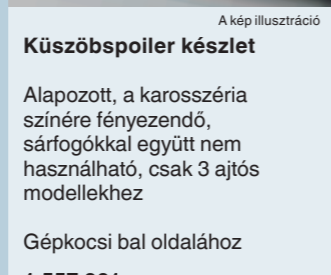 A kép illusztráció
Küszöbspoiler készlet
Alapozott, a karosszéria
színére fényezendő,
sárfogókkal együtt nem
használható, csak 3 ajtós
modellekhez
Gépkocsi bal oldalához